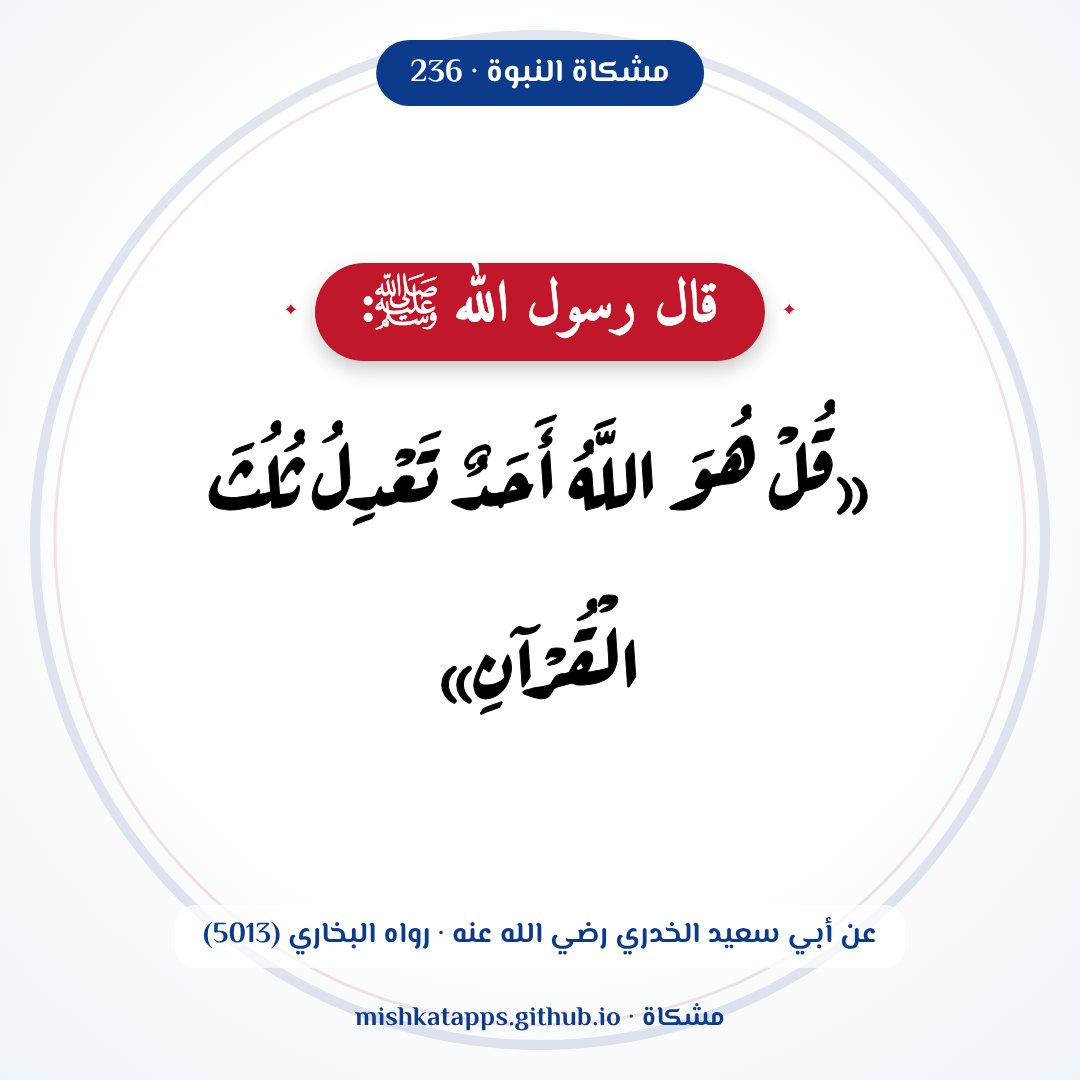 مشكاة النبوة · 236
قال رسول الله ﷺ:
«قُلْ هُوَ اللَّهُ أَحَدٌ تَعْدِلُ ثُلُثَ
الْقُرْآنِ»
عن أبي سعيد الخدري رضي الله عنه · رواه البخاري (5013)
مشكاة · mishkatapps.github.io